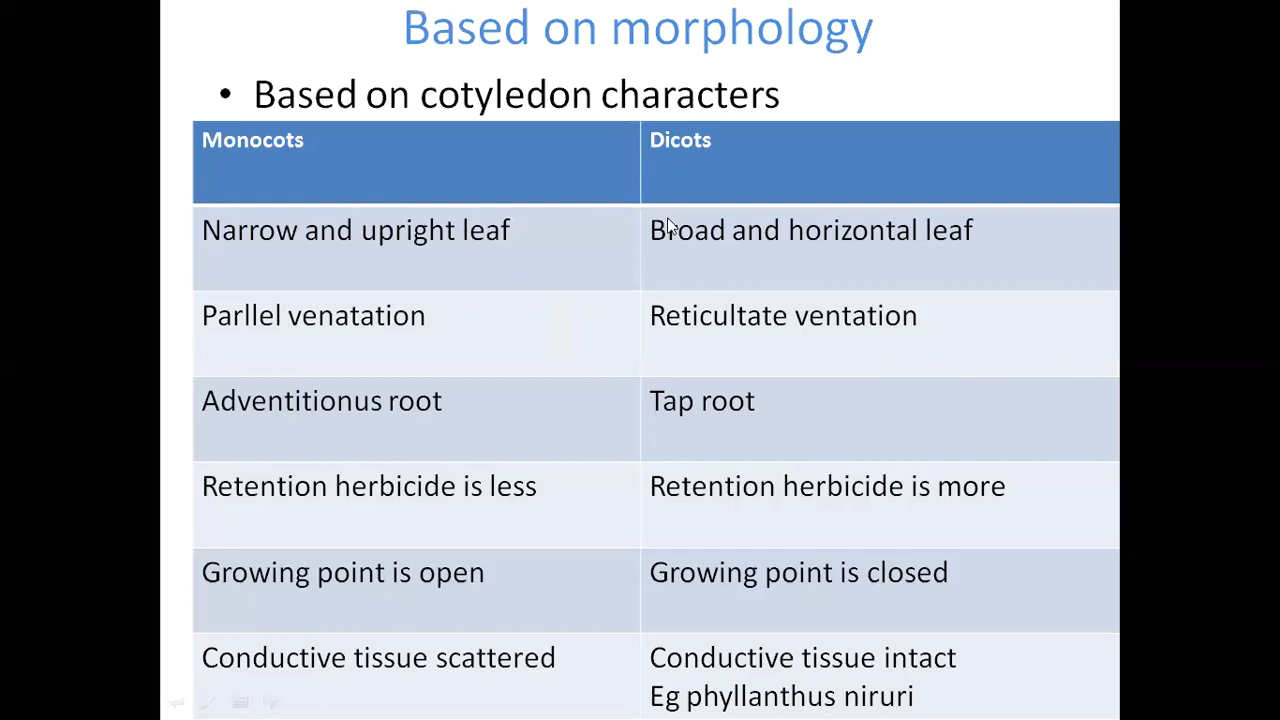 Based on morphology
• Based on cotyledon characters
Monocots
Dicots
Narrow and upright leaf
Broad and horizontal leaf
Parllel venatation
Reticultate ventation
Adventitionus root
Tap root
Retention herbicide is less
Retention herbicide is more
Growing point is open
Growing point is closed
Conductive tissue scattered
Conductive tissue intact
Eg phyllanthus niruri